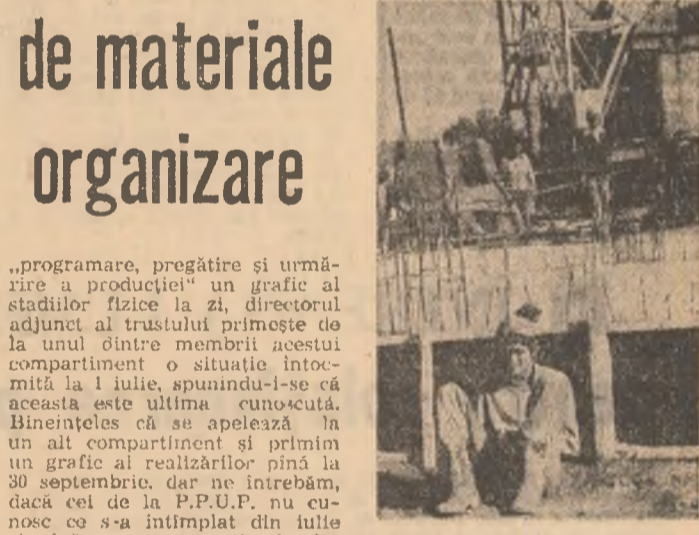 de materiale
organizare
„programare, pregătire și urmă-
rire a producției“ un grafic al
stadiilor fizice la zi, directorul
adjunct al trustului primește de
la unul dintre membrii acestui
compartiment o situație întoc-
mită la 1 iulie, spunîndu-i-se că
aceasta este ultima cunoscută.
Bineînțeles că se apelează la
un alt compartiment și primim
un grafic al realizărilor pînă la
30 septembrie, dar ne întrebăm,
dacă cei de la P.P.U.P. nu cu-
nosc ce s-a întîmplat din iulie